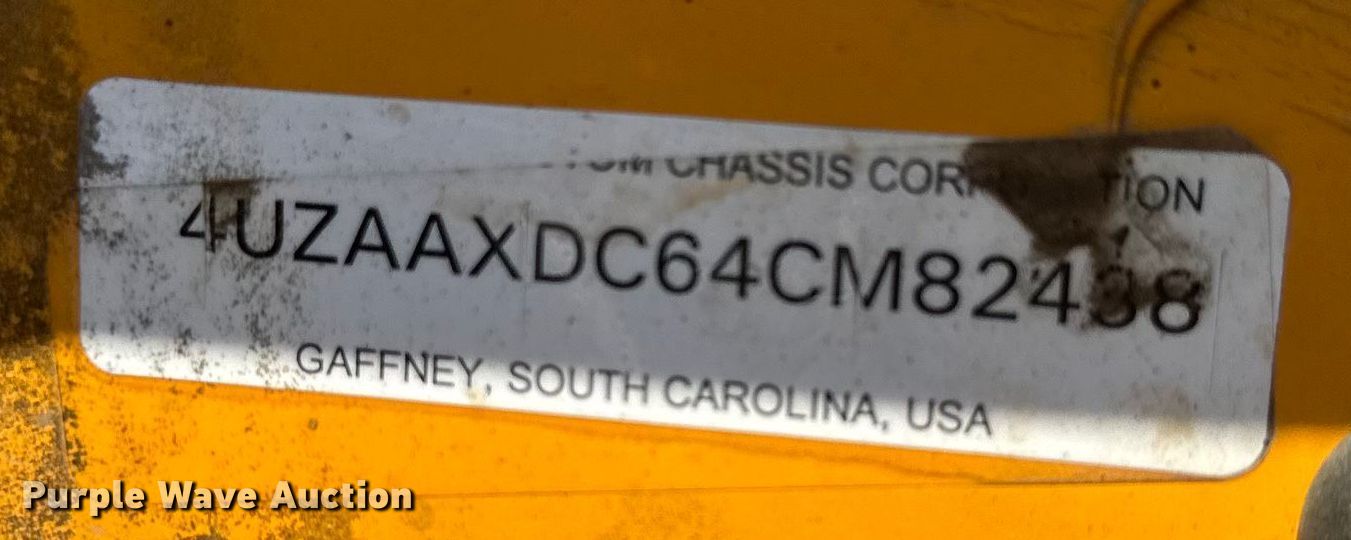 CHASSIS
4UZAAXDC64CM82438
GAFFNEY, SOUTH CAROLINA, USA
Purple Wave Auction